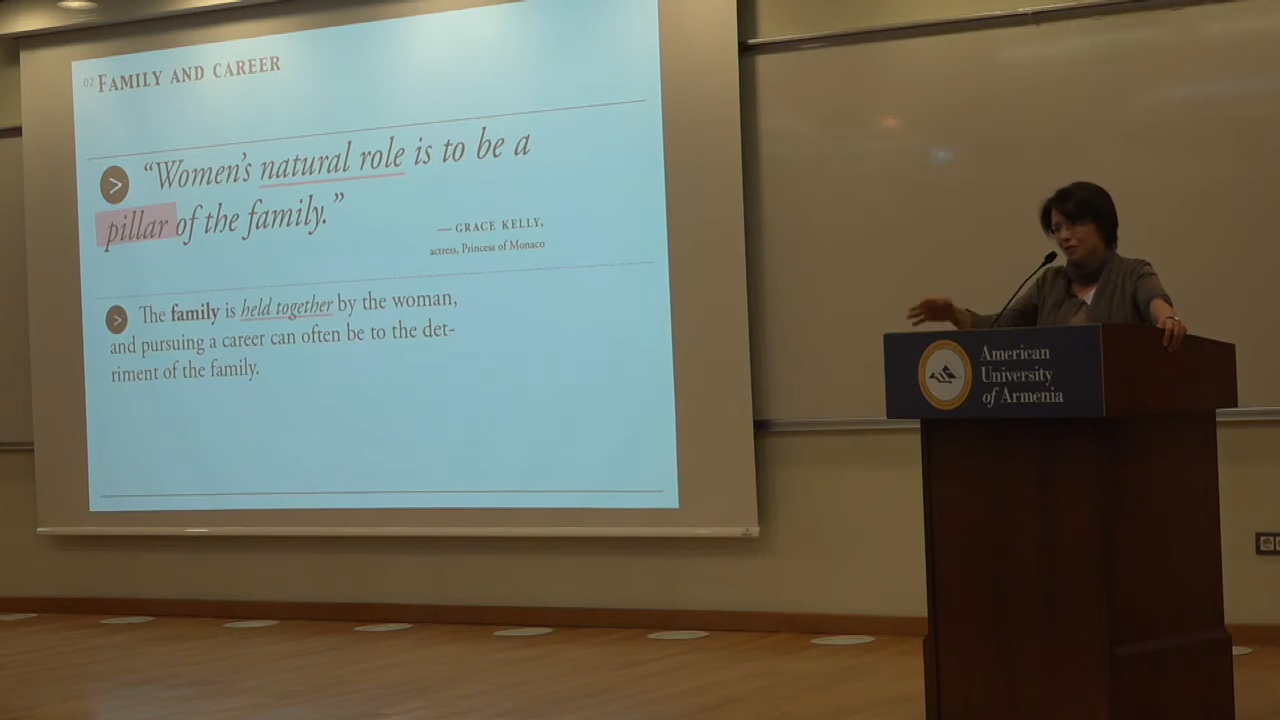 02 FAMILY AND CAREER
> “Women’s natural role is to be a
pillar of the family.”
— GRACE KELLY,
actress, Princess of Monaco
> The family is held together by the woman,
and pursuing a career can often be to the det-
riment of the family.
American
University
of Armenia